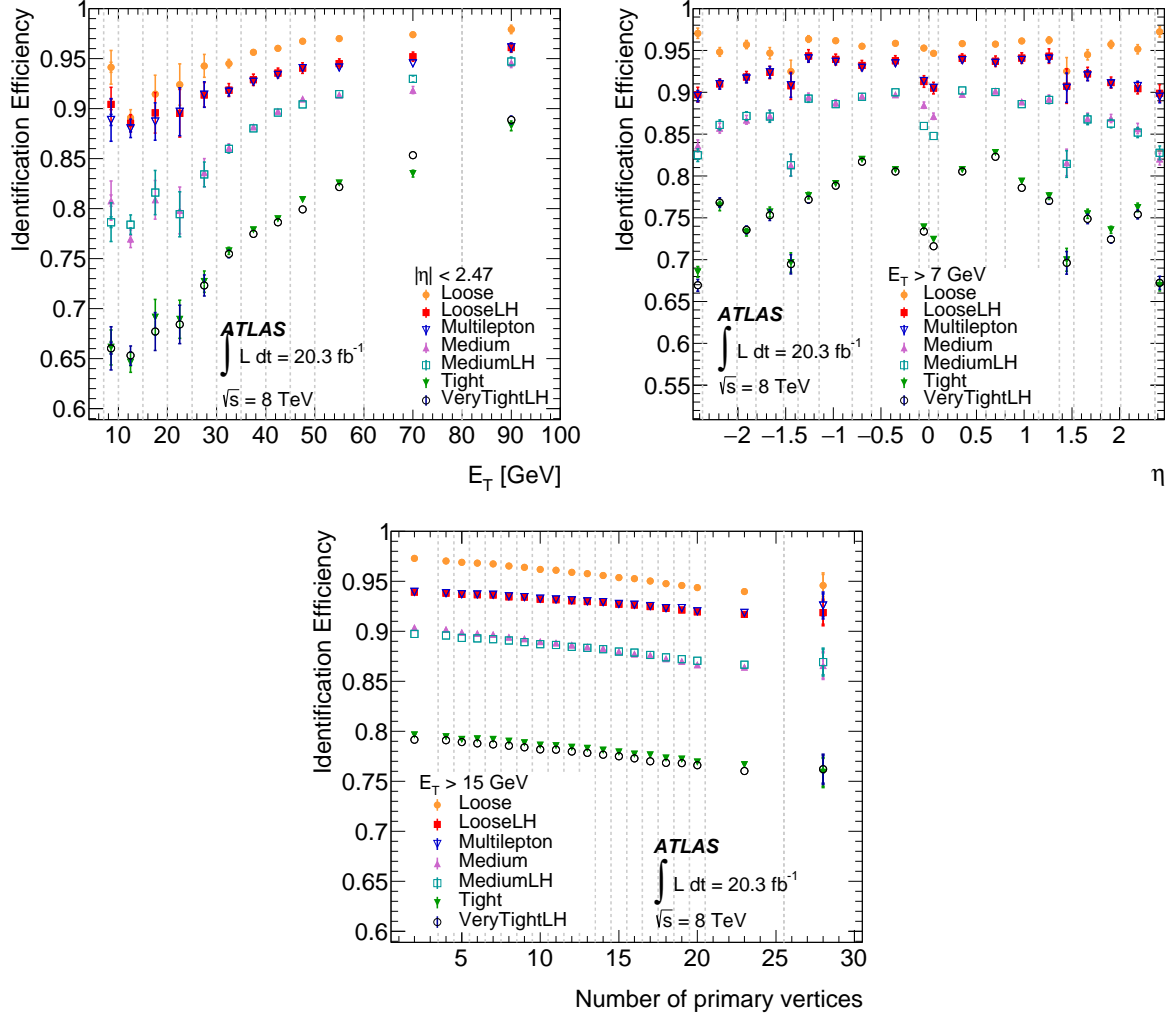 Identification Efficiency
1
0.95
0.9
0.85
0.8
0.75
0.7
0.65
0.6
|η| < 2.47
Loose
LooseLH
Multilepton
Medium
MediumLH
Tight
VeryTightLH
ATLAS
∫ L dt = 20.3 fb⁻¹
√s = 8 TeV
10 20 30 40 50 60 70 80 90 100
E_T [GeV]
Identification Efficiency
1
0.95
0.9
0.85
0.8
0.75
0.7
0.65
0.6
0.55
E_T > 7 GeV
Loose
LooseLH
Multilepton
Medium
MediumLH
Tight
VeryTightLH
ATLAS
∫ L dt = 20.3 fb⁻¹
√s = 8 TeV
−2 −1.5 −1 −0.5 0 0.5 1 1.5 2
η
Identification Efficiency
1
0.95
0.9
0.85
0.8
0.75
0.7
0.65
0.6
E_T > 15 GeV
Loose
LooseLH
Multilepton
Medium
MediumLH
Tight
VeryTightLH
ATLAS
∫ L dt = 20.3 fb⁻¹
√s = 8 TeV
5 10 15 20 25 30
Number of primary vertices